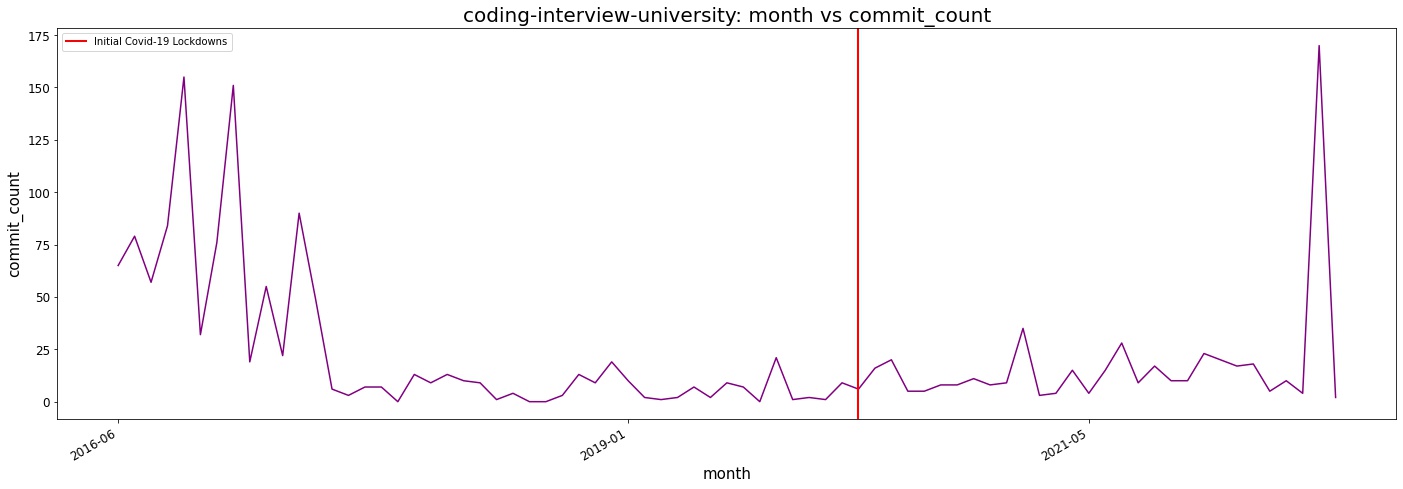 coding-interview-university: month vs commit_count
Initial Covid-19 Lockdowns
175
150
125
100
75
50
25
0
commit_count
2016-06
2019-01
2021-05
month